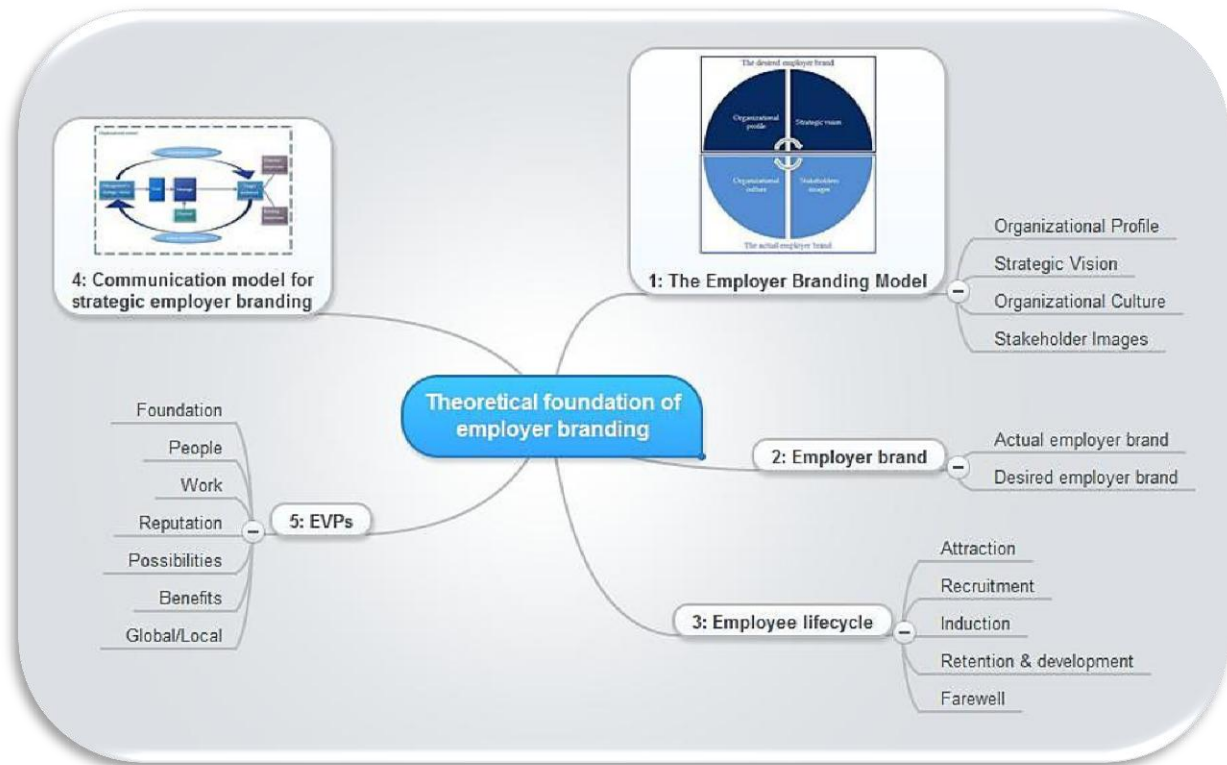 The desired employer brand
Organizational
profile
Strategic vision
Organizational
culture
Stakeholders
images
The actual employer brand
1: The Employer Branding Model
Organizational Profile
Strategic Vision
Organizational Culture
Stakeholder Images
4: Communication model for
strategic employer branding
Theoretical foundation of
employer branding
2: Employer brand
Actual employer brand
Desired employer brand
Foundation
People
Work
Reputation
Possibilities
Benefits
Global/Local
5: EVPs
3: Employee lifecycle
Attraction
Recruitment
Induction
Retention & development
Farewell